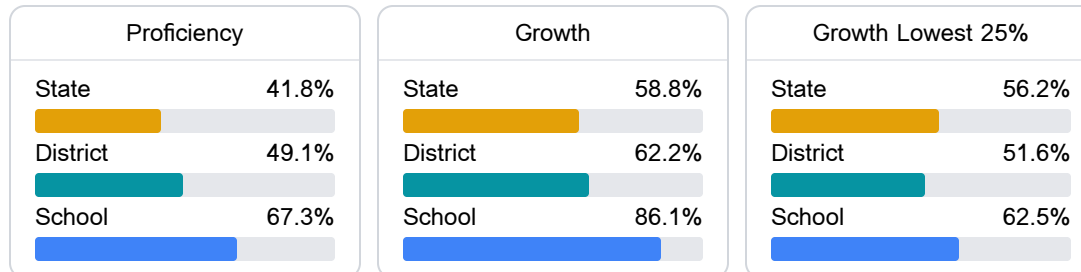 Proficiency
State 41.8%
District 49.1%
School 67.3%
Growth
State 58.8%
District 62.2%
School 86.1%
Growth Lowest 25%
State 56.2%
District 51.6%
School 62.5%